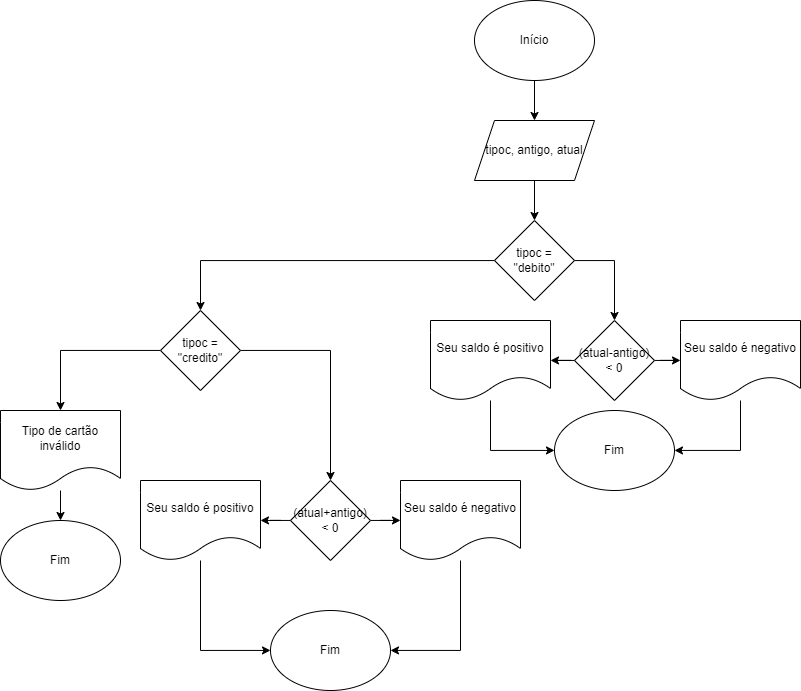 Início
tipoc, antigo, atual
tipoc =
"debito"
tipoc =
"credito"
Seu saldo é positivo
(atual-antigo)
< 0
Seu saldo é negativo
Tipo de cartão
inválido
Fim
Seu saldo é positivo
(atual+antigo)
< 0
Seu saldo é negativo
Fim
Fim